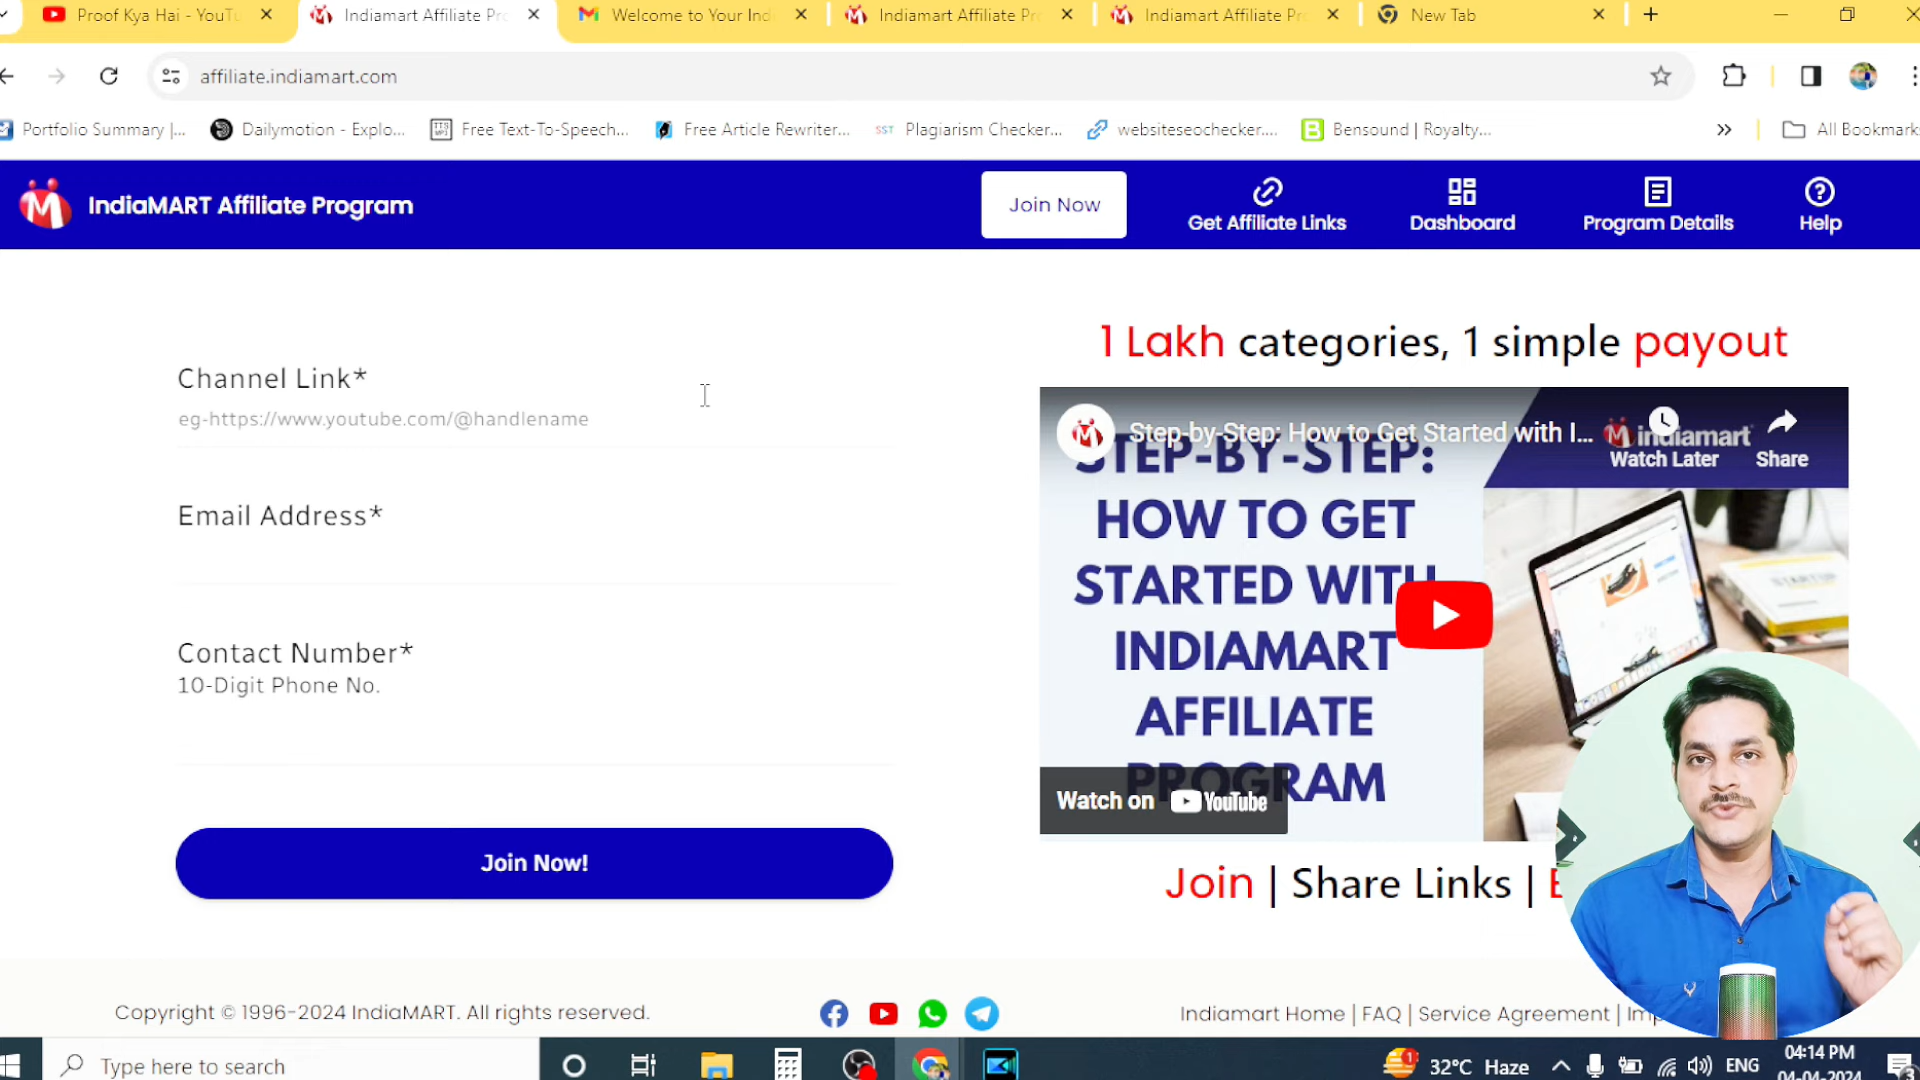 Proof Kya Hai - YouTu
Indiamart Affiliate Pr
Welcome to Your Ind
Indiamart Affiliate Pr
Indiamart Affiliate Pr
New Tab
affiliate.indiamart.com
Portfolio Summary |...
Dailymotion - Explo...
Free Text-To-Speech...
Free Article Rewriter...
SST Plagiarism Checker...
websiteseochecker....
Bensound | Royalty...
All Bookmarks
IndiaMART Affiliate Program
Join Now
Get Affiliate Links
Dashboard
Program Details
Help
1 Lakh categories, 1 simple payout
Channel Link*
eg-https://www.youtube.com/@handlename
Email Address*
Contact Number*
10-Digit Phone No.
Join Now!
Step-by-Step: How to Get Started with I...
indiamart
Watch Later
Share
STEP-BY-STEP:
HOW TO GET
STARTED WITH
INDIAMART
AFFILIATE
PROGRAM
Watch on YouTube
Join | Share Links |
Copyright © 1996-2024 IndiaMART. All rights reserved.
Indiamart Home | FAQ | Service Agreement |
Type here to search
32°C Haze
ENG
04:14 PM
04-04-2024